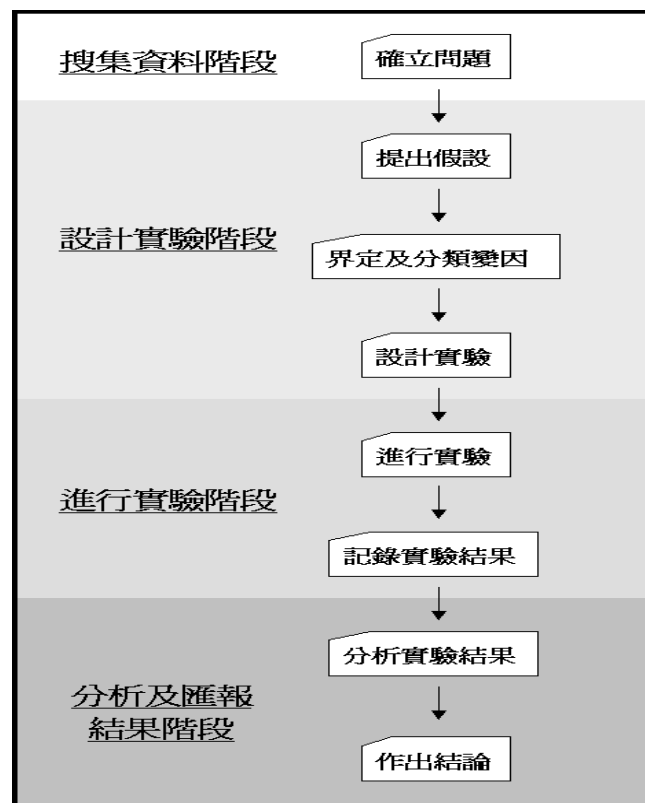 搜集資料階段
確立問題
設計實驗階段
提出假設
界定及分類變因
設計實驗
進行實驗階段
進行實驗
記錄實驗結果
分析及匯報
結果階段
分析實驗結果
作出結論